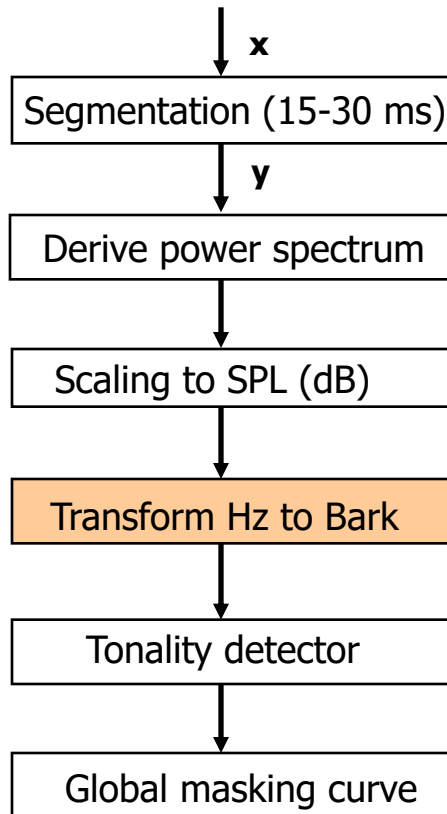 x
Segmentation (15-30 ms)
y
Derive power spectrum
Scaling to SPL (dB)
Transform Hz to Bark
Tonality detector
Global masking curve